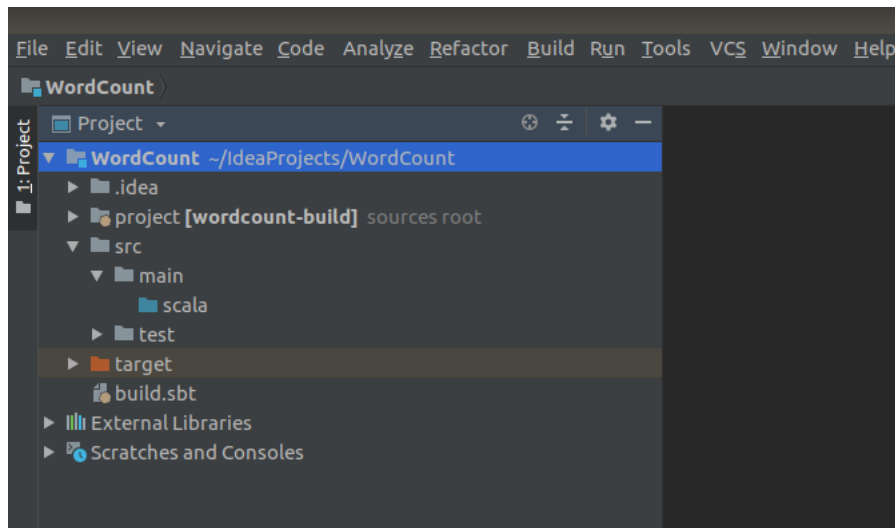 File Edit View Navigate Code Analyze Refactor Build Run Tools VCS Window Help
WordCount
1: Project
Project
WordCount ~/IdeaProjects/WordCount
.idea
project [wordcount-build] sources root
src
main
scala
test
target
build.sbt
External Libraries
Scratches and Consoles